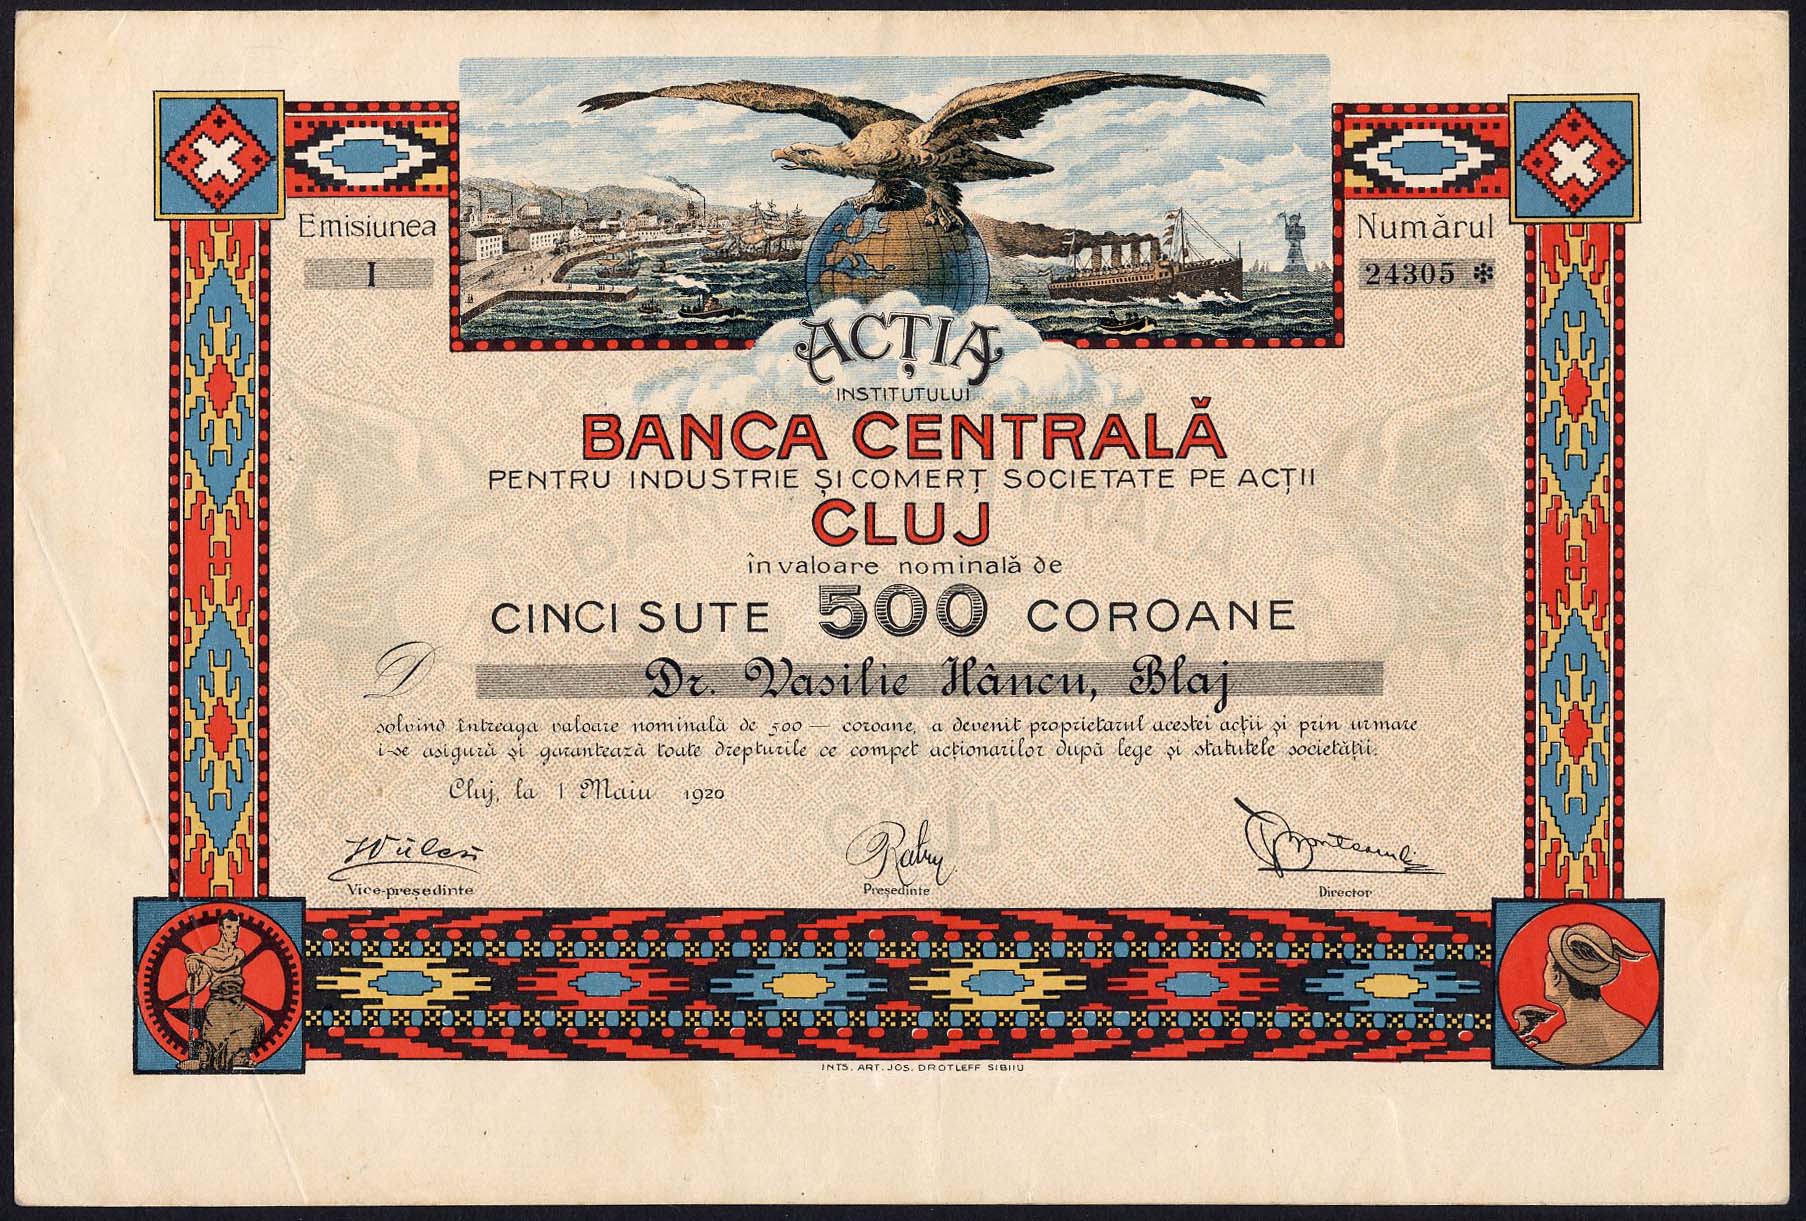 Emisiunea
I
Numărul
24305 ✻
ACȚIA
INSTITUTULUI
BANCA CENTRALĂ
PENTRU INDUSTRIE ȘI COMERȚ SOCIETATE PE ACȚII
CLUJ
în valoare nominală de
CINCI SUTE 500 COROANE
D Dr. Vasilie Hâncu, Blaj
solvind întreaga valoare nominală de 500 — coroane, a devenit proprietarul acestei acții și prin urmare
i-se asigură și garantează toate drepturile ce compet acționarilor după lege și statutele societății.
Cluj, la 1 Maiu 1920
Vice-președinte
Președinte
Director
INTS. ART. JOS. DROTLEFF SIBIIU